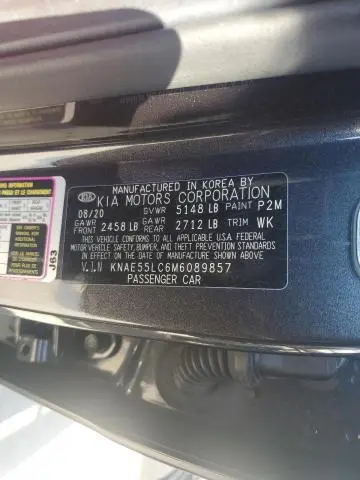 MANUFACTURED IN KOREA BY
KIA KIA MOTORS CORPORATION
08/20 GVWR 5148 LB PAINT P2M
GAWR FRONT 2458 LB GAWR REAR 2712 LB TRIM WK
THIS VEHICLE CONFORMS TO ALL APPLICABLE U.S.A FEDERAL
MOTOR VEHICLE SAFETY, BUMPER, AND THEFT PREVENTION STANDARDS
IN EFFECT ON THE DATE OF MANUFACTURE SHOWN ABOVE.
V.I.N KNAE55LC6M6089857
PASSENGER CAR
J63